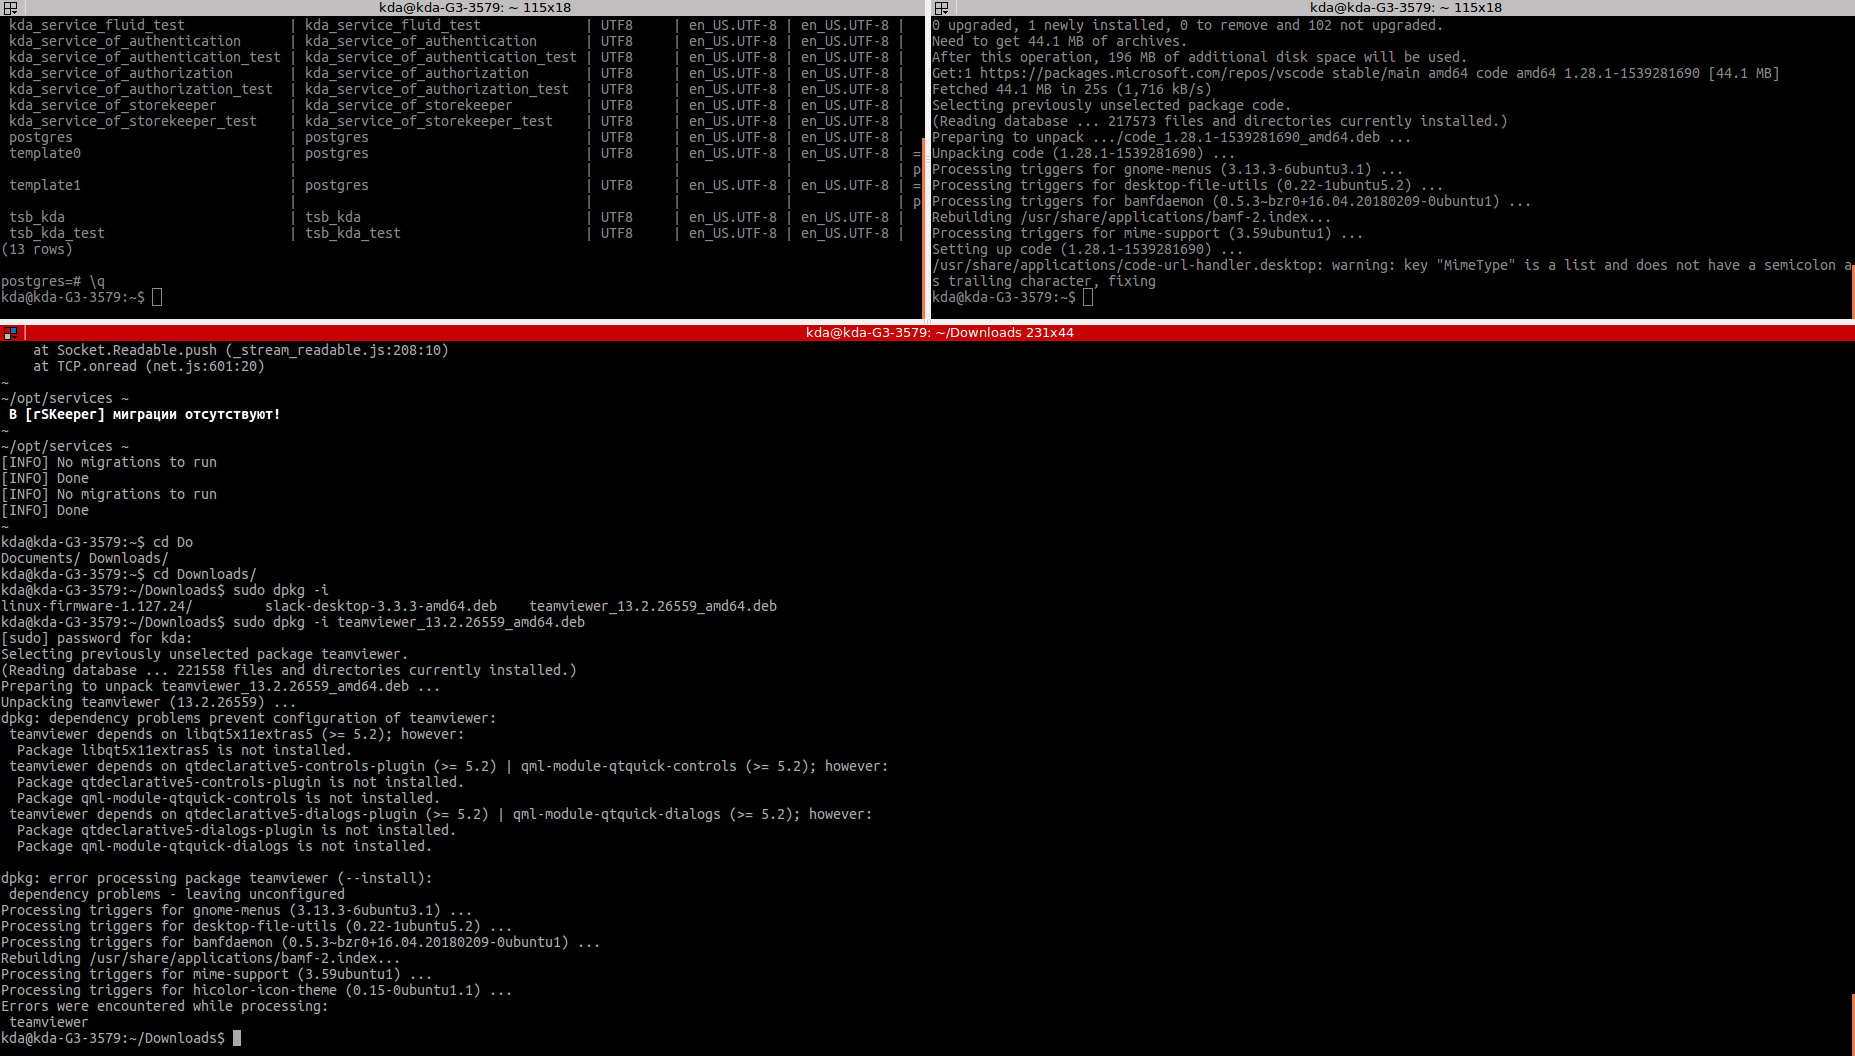 kda@kda-G3-3579: ~ 115x18
kda_service_fluid_test | kda_service_fluid_test | UTF8 | en_US.UTF-8 | en_US.UTF-8 |
kda_service_of_authentication | kda_service_of_authentication | UTF8 | en_US.UTF-8 | en_US.UTF-8 |
kda_service_of_authentication_test | kda_service_of_authentication_test | UTF8 | en_US.UTF-8 | en_US.UTF-8 |
kda_service_of_authorization | kda_service_of_authorization | UTF8 | en_US.UTF-8 | en_US.UTF-8 |
kda_service_of_authorization_test | kda_service_of_authorization_test | UTF8 | en_US.UTF-8 | en_US.UTF-8 |
kda_service_of_storekeeper | kda_service_of_storekeeper | UTF8 | en_US.UTF-8 | en_US.UTF-8 |
kda_service_of_storekeeper_test | kda_service_of_storekeeper_test | UTF8 | en_US.UTF-8 | en_US.UTF-8 |
postgres | postgres | UTF8 | en_US.UTF-8 | en_US.UTF-8 |
template0 | postgres | UTF8 | en_US.UTF-8 | en_US.UTF-8 | =
| | | | | p
template1 | postgres | UTF8 | en_US.UTF-8 | en_US.UTF-8 | =
| | | | | p
tsb_kda | tsb_kda | UTF8 | en_US.UTF-8 | en_US.UTF-8 |
tsb_kda_test | tsb_kda_test | UTF8 | en_US.UTF-8 | en_US.UTF-8 |
(13 rows)
postgres=# \q
kda@kda-G3-3579:~$
kda@kda-G3-3579: ~ 115x18
0 upgraded, 1 newly installed, 0 to remove and 102 not upgraded.
Need to get 44.1 MB of archives.
After this operation, 196 MB of additional disk space will be used.
Get:1 https://packages.microsoft.com/repos/vscode stable/main amd64 code amd64 1.28.1-1539281690 [44.1 MB]
Fetched 44.1 MB in 25s (1,716 kB/s)
Selecting previously unselected package code.
(Reading database ... 217573 files and directories currently installed.)
Preparing to unpack .../code_1.28.1-1539281690_amd64.deb ...
Unpacking code (1.28.1-1539281690) ...
Processing triggers for gnome-menus (3.13.3-6ubuntu3.1) ...
Processing triggers for desktop-file-utils (0.22-1ubuntu5.2) ...
Processing triggers for bamfdaemon (0.5.3~bzr0+16.04.20180209-0ubuntu1) ...
Rebuilding /usr/share/applications/bamf-2.index...
Processing triggers for mime-support (3.59ubuntu1) ...
Setting up code (1.28.1-1539281690) ...
/usr/share/applications/code-url-handler.desktop: warning: key "MimeType" is a list and does not have a semicolon a
s trailing character, fixing
kda@kda-G3-3579:~$
kda@kda-G3-3579: ~/Downloads 231x44
at Socket.Readable.push (_stream_readable.js:208:10)
at TCP.onread (net.js:601:20)
~
~/opt/services ~
В [rSKeeper] миграции отсутствуют!
~
~/opt/services ~
[INFO] No migrations to run
[INFO] Done
[INFO] No migrations to run
[INFO] Done
~
kda@kda-G3-3579:~$ cd Do
Documents/ Downloads/
kda@kda-G3-3579:~$ cd Downloads/
kda@kda-G3-3579:~/Downloads$ sudo dpkg -i
linux-firmware-1.127.24/ slack-desktop-3.3.3-amd64.deb teamviewer_13.2.26559_amd64.deb
kda@kda-G3-3579:~/Downloads$ sudo dpkg -i teamviewer_13.2.26559_amd64.deb
[sudo] password for kda:
Selecting previously unselected package teamviewer.
(Reading database ... 221558 files and directories currently installed.)
Preparing to unpack teamviewer_13.2.26559_amd64.deb ...
Unpacking teamviewer (13.2.26559) ...
dpkg: dependency problems prevent configuration of teamviewer:
teamviewer depends on libqt5x11extras5 (>= 5.2); however:
Package libqt5x11extras5 is not installed.
teamviewer depends on qtdeclarative5-controls-plugin (>= 5.2) | qml-module-qtquick-controls (>= 5.2); however:
Package qtdeclarative5-controls-plugin is not installed.
Package qml-module-qtquick-controls is not installed.
teamviewer depends on qtdeclarative5-dialogs-plugin (>= 5.2) | qml-module-qtquick-dialogs (>= 5.2); however:
Package qtdeclarative5-dialogs-plugin is not installed.
Package qml-module-qtquick-dialogs is not installed.
dpkg: error processing package teamviewer (--install):
dependency problems - leaving unconfigured
Processing triggers for gnome-menus (3.13.3-6ubuntu3.1) ...
Processing triggers for desktop-file-utils (0.22-1ubuntu5.2) ...
Processing triggers for bamfdaemon (0.5.3~bzr0+16.04.20180209-0ubuntu1) ...
Rebuilding /usr/share/applications/bamf-2.index...
Processing triggers for mime-support (3.59ubuntu1) ...
Processing triggers for hicolor-icon-theme (0.15-0ubuntu1.1) ...
Errors were encountered while processing:
teamviewer
kda@kda-G3-3579:~/Downloads$